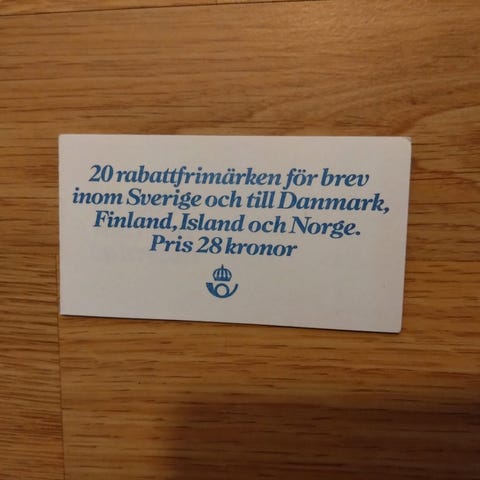 20 rabattfrimärken för brev
inom Sverige och till Danmark,
Finland, Island och Norge.
Pris 28 kronor